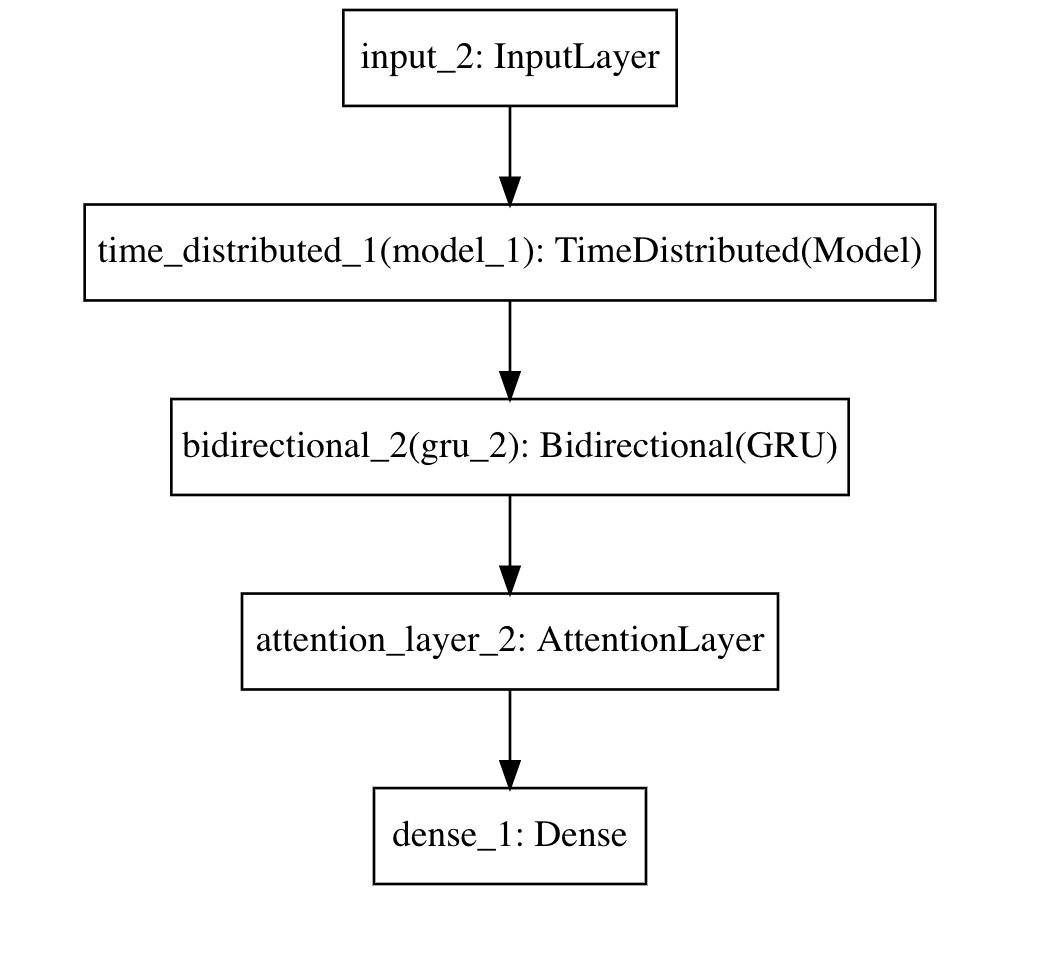 input_2: InputLayer
time_distributed_1(model_1): TimeDistributed(Model)
bidirectional_2(gru_2): Bidirectional(GRU)
attention_layer_2: AttentionLayer
dense_1: Dense